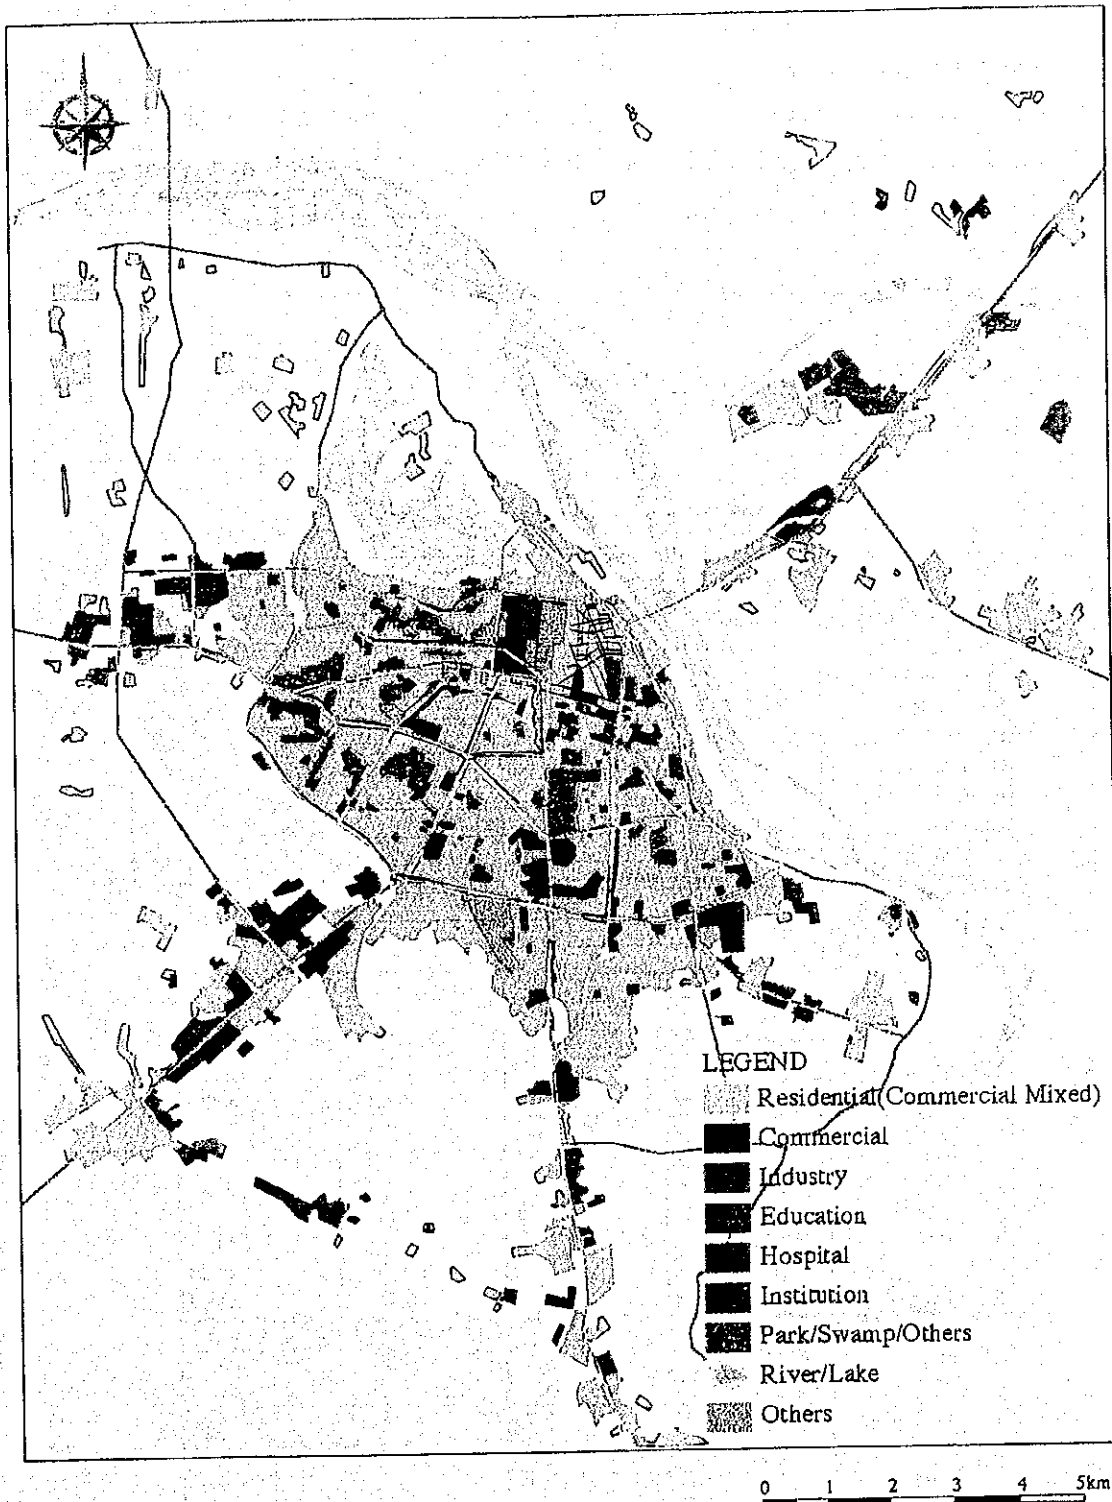 LEGEND
Residential(Commercial Mixed)
Commercial
Industry
Education
Hospital
Institution
Park/Swamp/Others
River/Lake
Others
0 1 2 3 4 5km